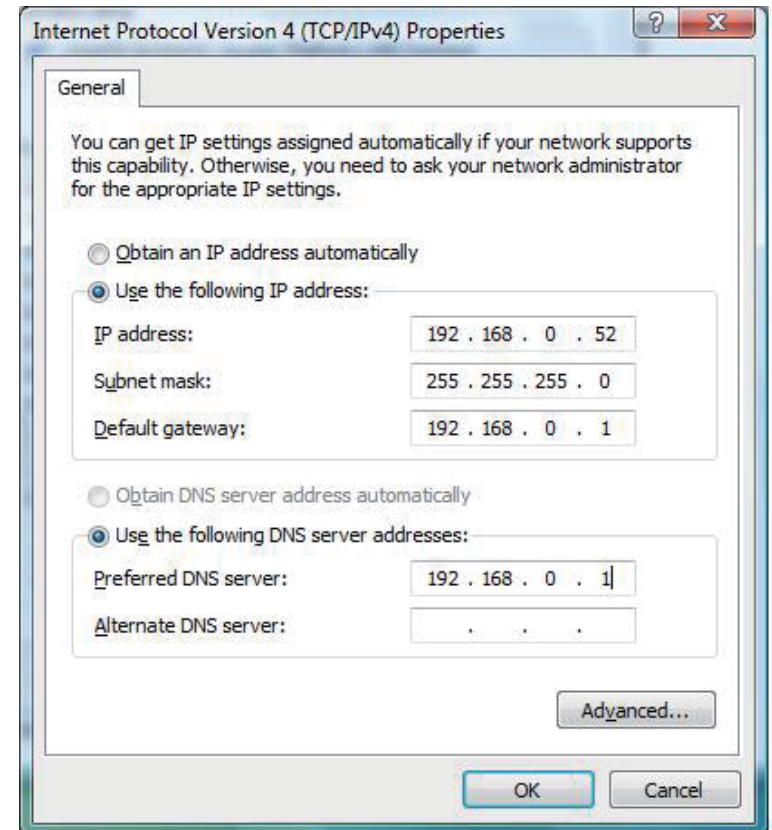 Internet Protocol Version 4 (TCP/IPv4) Properties
?
X
General
You can get IP settings assigned automatically if your network supports
this capability. Otherwise, you need to ask your network administrator
for the appropriate IP settings.
Obtain an IP address automatically
Use the following IP address:
IP address: 192 . 168 . 0 . 52
Subnet mask: 255 . 255 . 255 . 0
Default gateway: 192 . 168 . 0 . 1
Obtain DNS server address automatically
Use the following DNS server addresses:
Preferred DNS server: 192 . 168 . 0 . 1
Alternate DNS server: . . .
Advanced...
OK Cancel